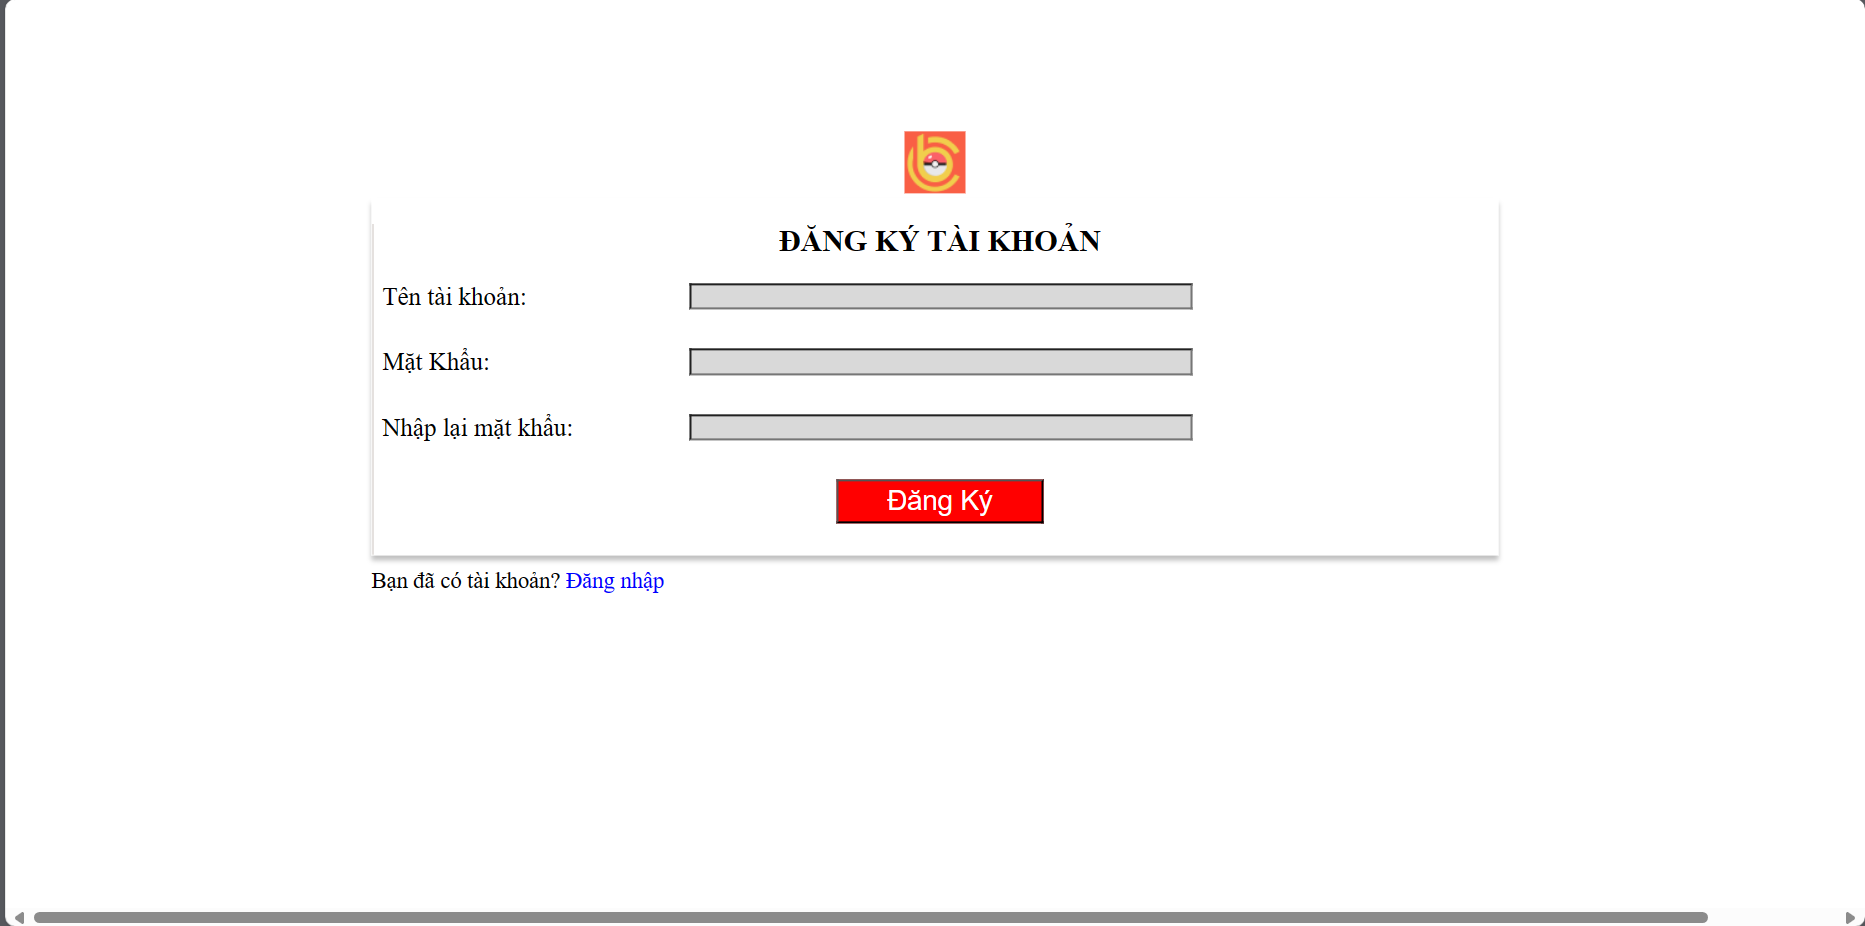 ĐĂNG KÝ TÀI KHOẢN
Tên tài khoản:
Mặt Khẩu:
Nhập lại mặt khẩu:
Đăng Ký
Bạn đã có tài khoản? Đăng nhập